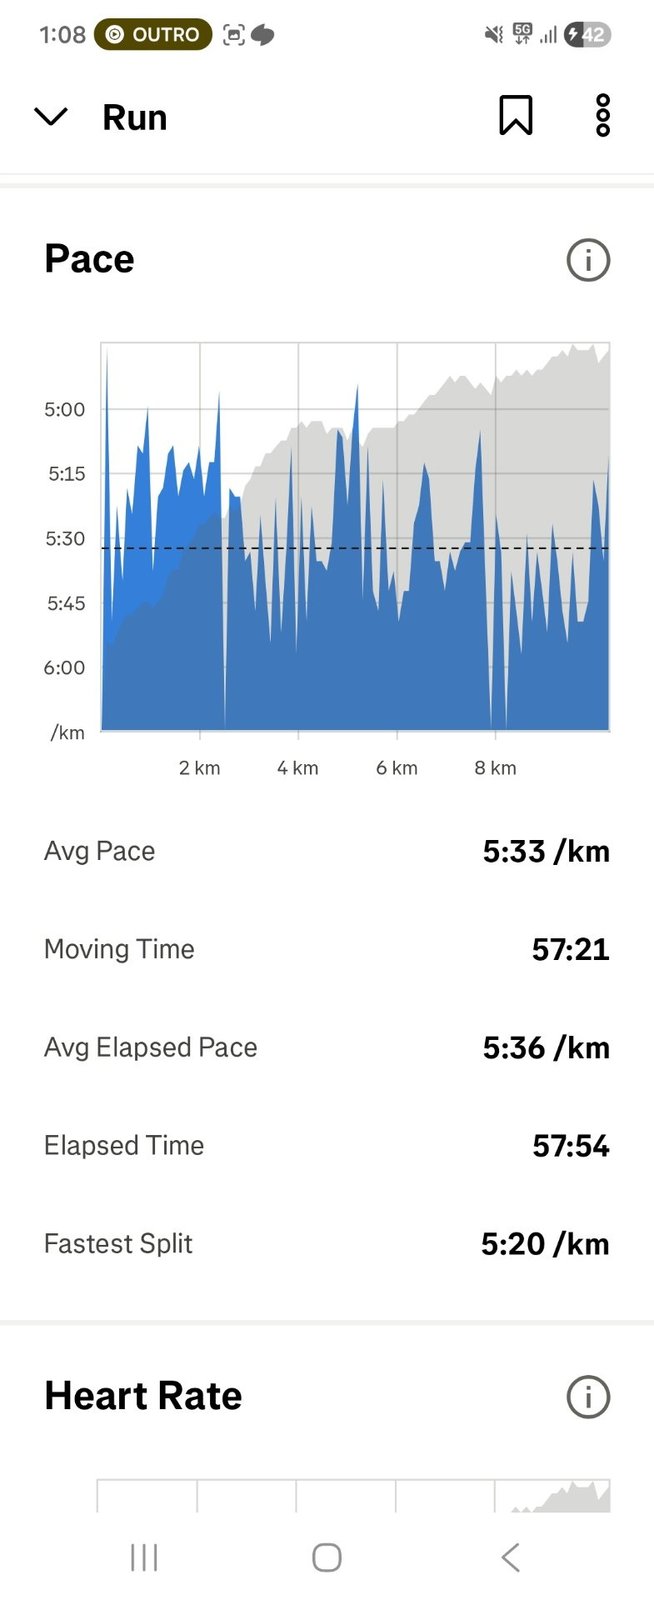 1:08 OUTRO 5G 42
Run
Pace
5:00
5:15
5:30
5:45
6:00
/km
2 km 4 km 6 km 8 km
Avg Pace 5:33 /km
Moving Time 57:21
Avg Elapsed Pace 5:36 /km
Elapsed Time 57:54
Fastest Split 5:20 /km
Heart Rate